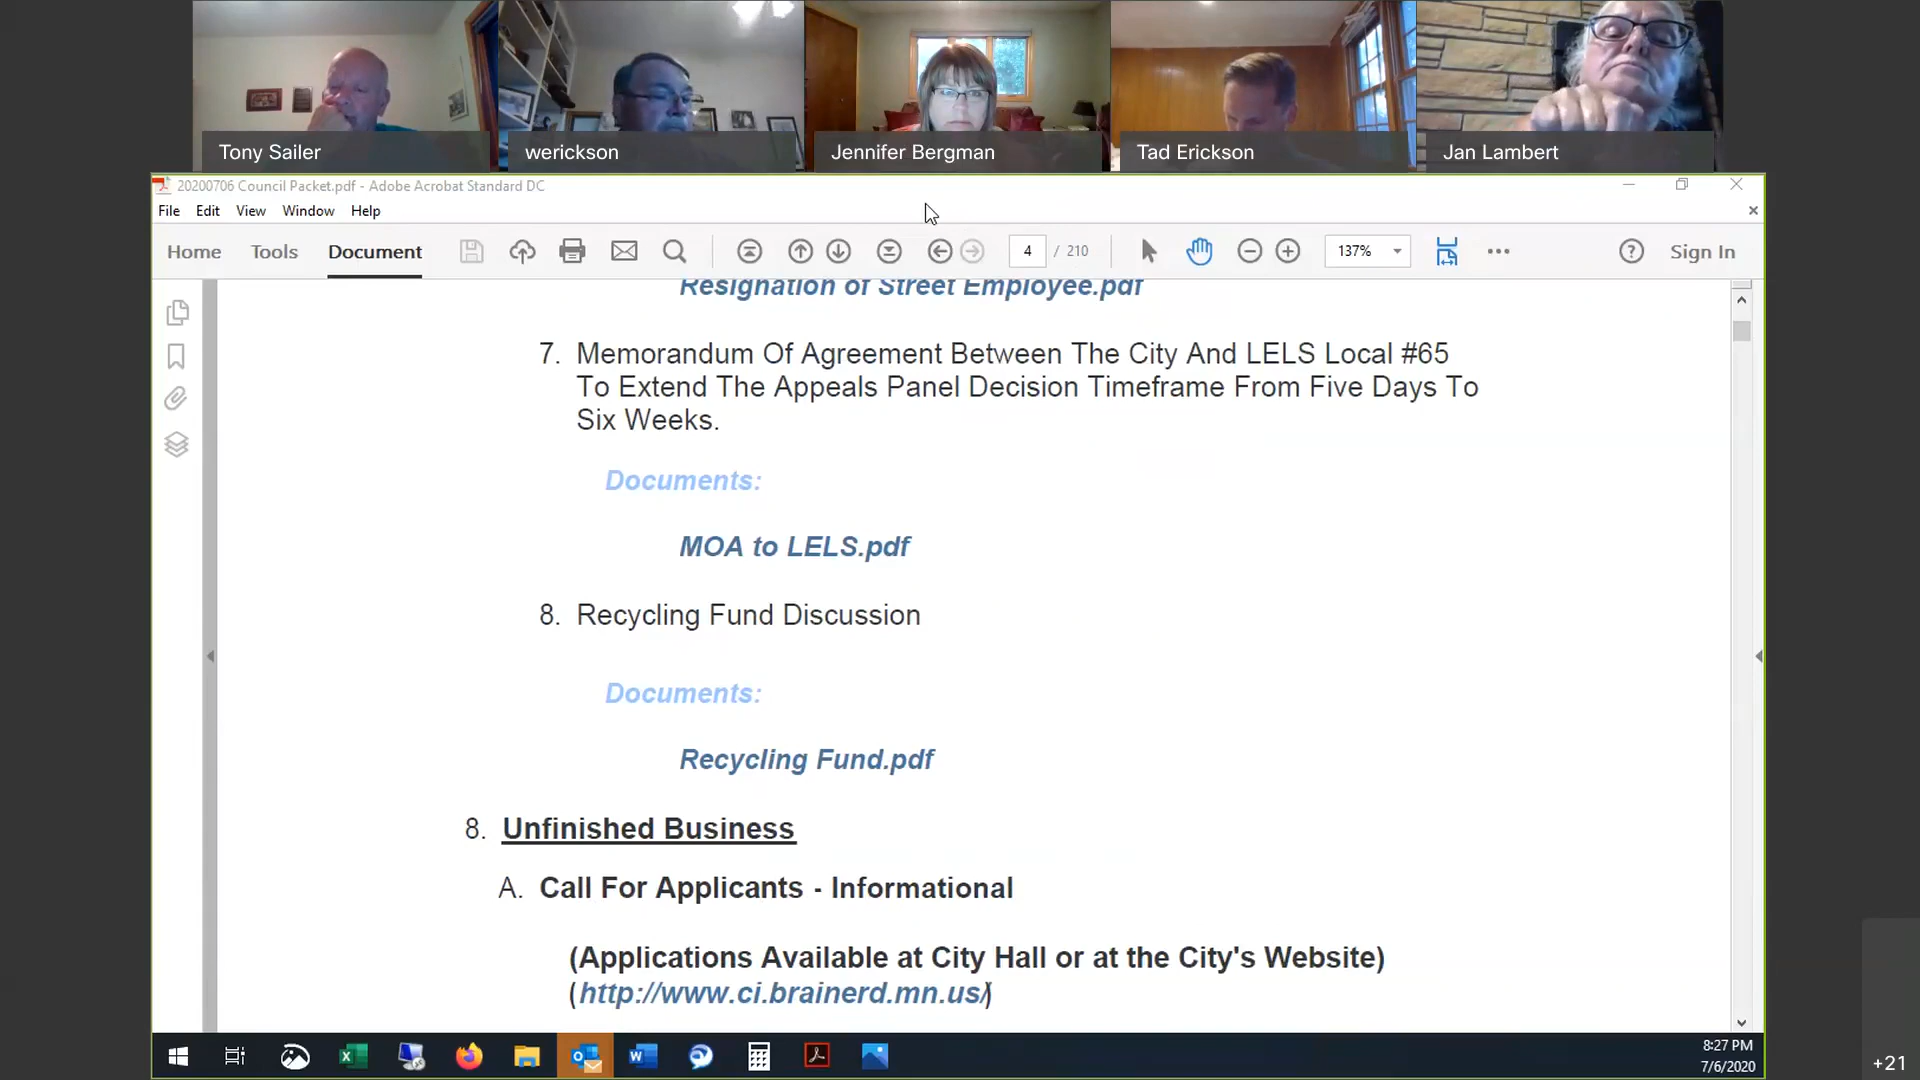 Tony Sailer
werickson
Jennifer Bergman
Tad Erickson
Jan Lambert
20200706 Council Packet.pdf - Adobe Acrobat Standard DC
File Edit View Window Help
Home Tools Document 4 / 210 137% Sign In
Resignation of Street Employee.pdf
7. Memorandum Of Agreement Between The City And LELS Local #65
To Extend The Appeals Panel Decision Timeframe From Five Days To
Six Weeks.
Documents:
MOA to LELS.pdf
8. Recycling Fund Discussion
Documents:
Recycling Fund.pdf
8. Unfinished Business
A. Call For Applicants - Informational
(Applications Available at City Hall or at the City's Website)
(http://www.ci.brainerd.mn.us/)
8:27 PM
7/6/2020
+21